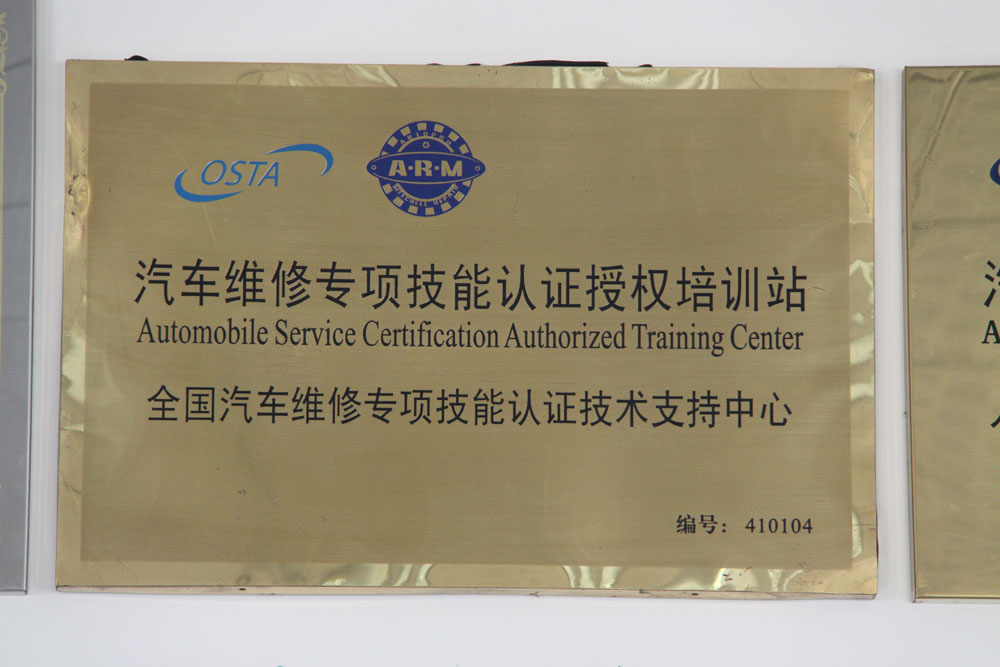 OSTA
AUTOPRO
A·R·M
汽车维修专项技能认证授权培训站
Automobile Service Certification Authorized Training Center
全国汽车维修专项技能认证技术支持中心
编号：410104
汽
A